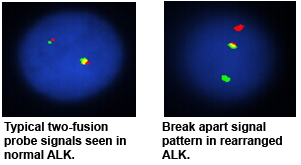 Typical two-fusion
probe signals seen in
normal ALK.
Break apart signal
pattern in rearranged
ALK.